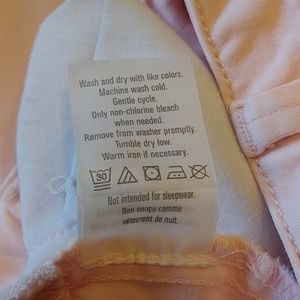 Wash and dry with like colors.
Machine wash cold.
Gentle cycle.
Only non-chlorine bleach
when needed.
Remove from washer promptly.
Tumble dry low.
Warm iron if necessary.
30
Not intended for sleepwear.
Non conçu comme
vêtement de nuit.